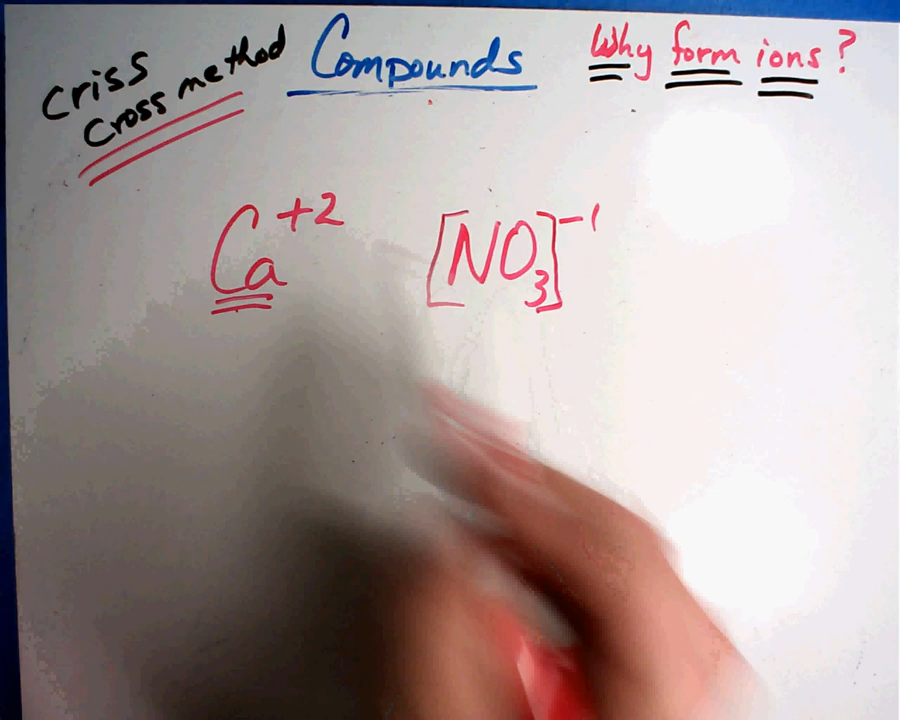 Criss
Cross method
Compounds
Why form ions?
Ca+2 [NO3]-1